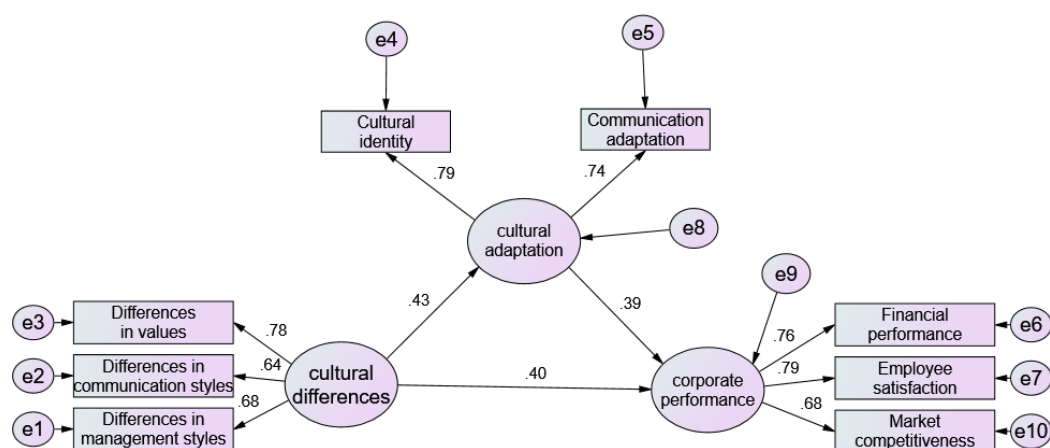 e4
e5
Cultural
identity
Communication
adaptation
.79
.74
cultural
adaptation
e8
e9
.43
.39
e3
Differences
in values
.78
Financial
performance
e6
.76
e2
Differences in
communication styles
.64
cultural
differences
.40
corporate
performance
.79
Employee
satisfaction
e7
e1
Differences in
management styles
.68
.68
Market
competitiveness
e10